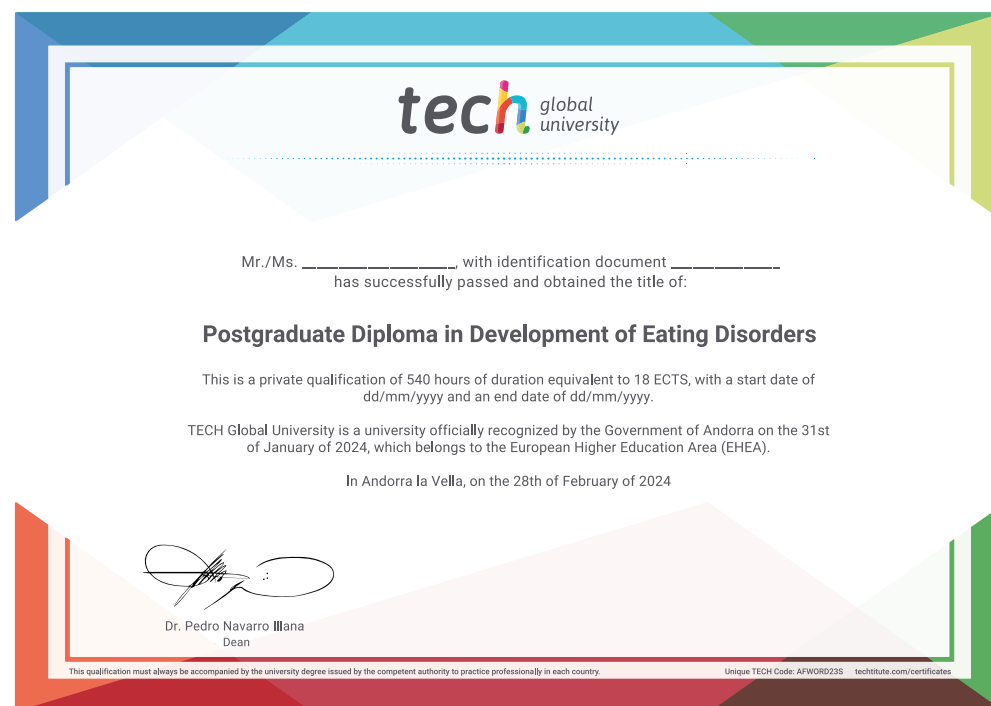 tech global university
Mr./Ms. ____________________, with identification document ______________
has successfully passed and obtained the title of:
Postgraduate Diploma in Development of Eating Disorders
This is a private qualification of 540 hours of duration equivalent to 18 ECTS, with a start date of
dd/mm/yyyy and an end date of dd/mm/yyyy.
TECH Global University is a university officially recognized by the Government of Andorra on the 31st
of January of 2024, which belongs to the European Higher Education Area (EHEA).
In Andorra la Vella, on the 28th of February of 2024
Dr. Pedro Navarro Illana
Dean
This qualification must always be accompanied by the university degree issued by the competent authority to practice professionally in each country. Unique TECH Code: AFWORD23S techtitute.com/certificates